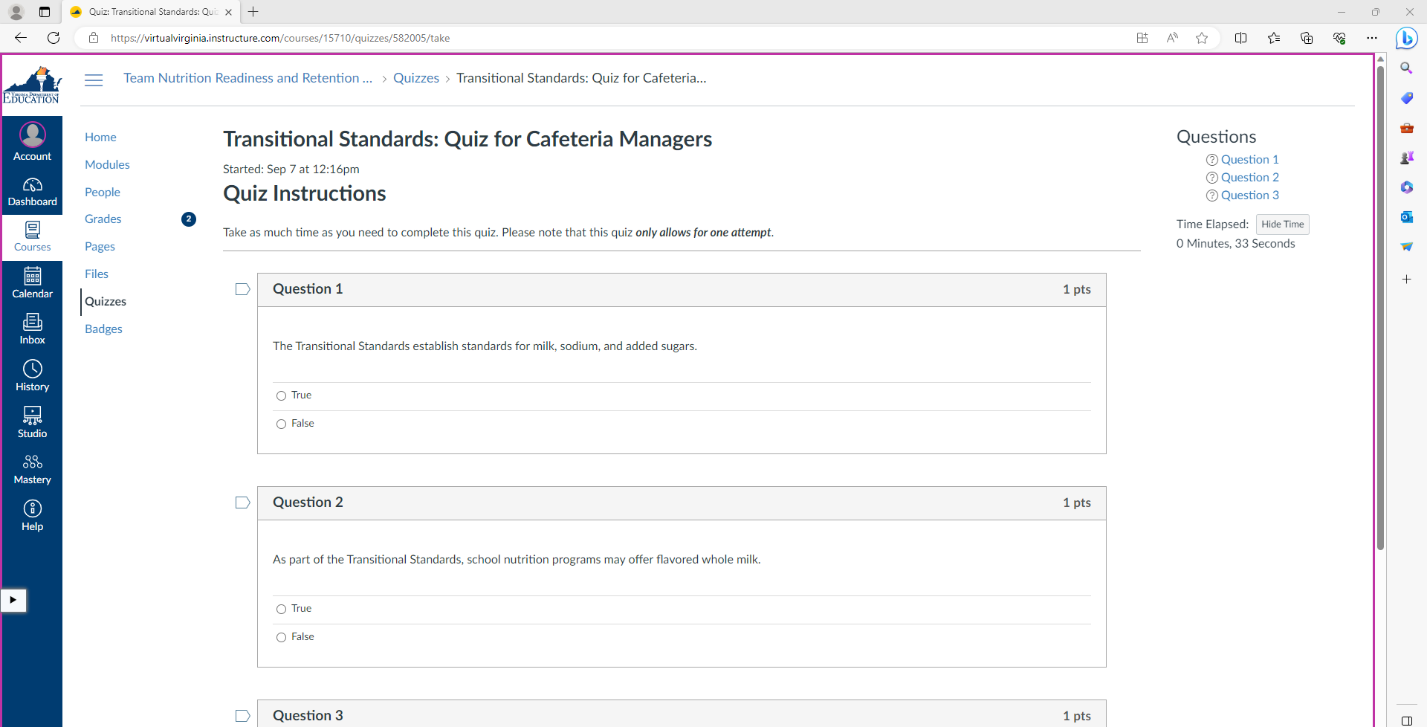 Quiz: Transitional Standards: Quiz
https://virtualvirginia.instructure.com/courses/15710/quizzes/582005/take
VIRGINIA DEPARTMENT OF
EDUCATION
Team Nutrition Readiness and Retention ... > Quizzes > Transitional Standards: Quiz for Cafeteria...
Account
Dashboard
Courses
Calendar
Inbox
History
Studio
Mastery
Help
Home
Modules
People
Grades 2
Pages
Files
Quizzes
Badges
Transitional Standards: Quiz for Cafeteria Managers
Started: Sep 7 at 12:16pm
Quiz Instructions
Take as much time as you need to complete this quiz. Please note that this quiz only allows for one attempt.
Question 1 1 pts
The Transitional Standards establish standards for milk, sodium, and added sugars.
True
False
Question 2 1 pts
As part of the Transitional Standards, school nutrition programs may offer flavored whole milk.
True
False
Question 3 1 pts
Questions
Question 1
Question 2
Question 3
Time Elapsed: Hide Time
0 Minutes, 33 Seconds